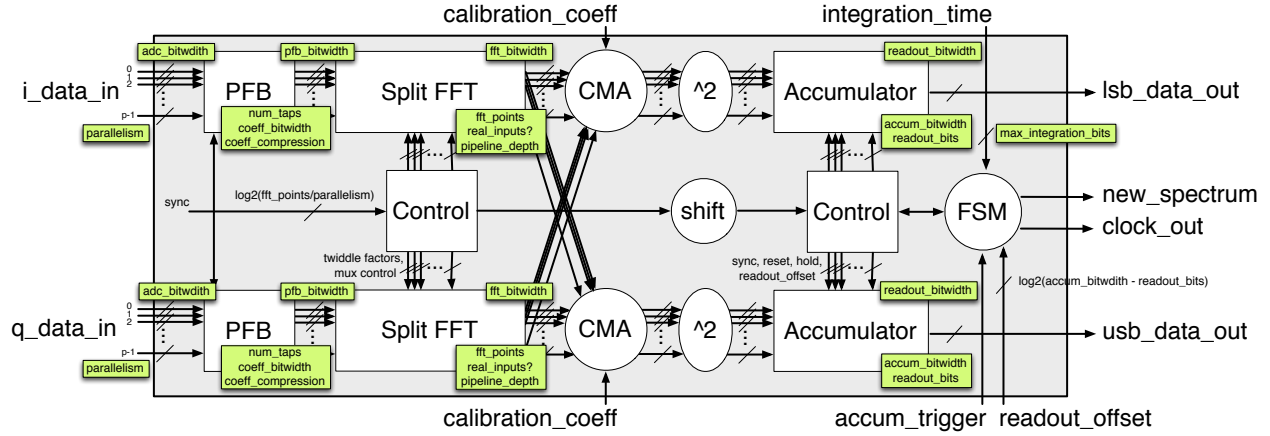 calibration_coeff
integration_time
adc_bitwdith
pfb_bitwidth
fft_bitwidth
readout_bitwidth
i_data_in
0
1
2
p-1
parallelism
PFB
num_taps
coeff_bitwidth
coeff_compression
Split FFT
fft_points
real_inputs?
pipeline_depth
CMA
^2
Accumulator
accum_bitwidth
readout_bits
lsb_data_out
max_integration_bits
sync
log2(fft_points/parallelism)
Control
shift
Control
FSM
new_spectrum
clock_out
twiddle factors,
mux control
sync, reset, hold,
readout_offset
log2(accum_bitwdith - readout_bits)
adc_bitwdith
pfb_bitwidth
fft_bitwidth
readout_bitwidth
q_data_in
0
1
2
p-1
parallelism
PFB
num_taps
coeff_bitwidth
coeff_compression
Split FFT
fft_points
real_inputs?
pipeline_depth
CMA
^2
Accumulator
accum_bitwidth
readout_bits
usb_data_out
calibration_coeff
accum_trigger
readout_offset